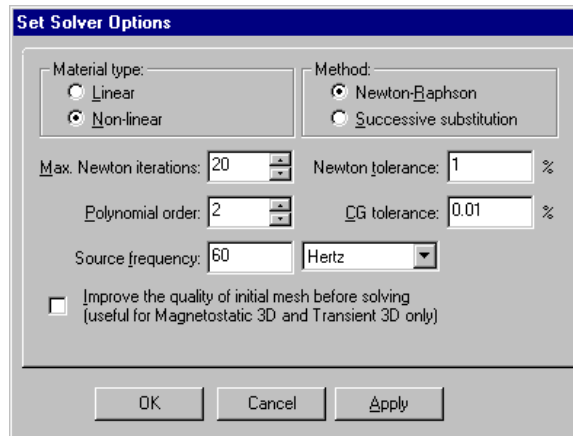 Set Solver Options
Material type: Method:
Linear Newton-Raphson
Non-linear Successive substitution
Max. Newton iterations: 20 Newton tolerance: 1 %
Polynomial order: 2 CG tolerance: 0.01 %
Source frequency: 60 Hertz
Improve the quality of initial mesh before solving
(useful for Magnetostatic 3D and Transient 3D only)
OK Cancel Apply